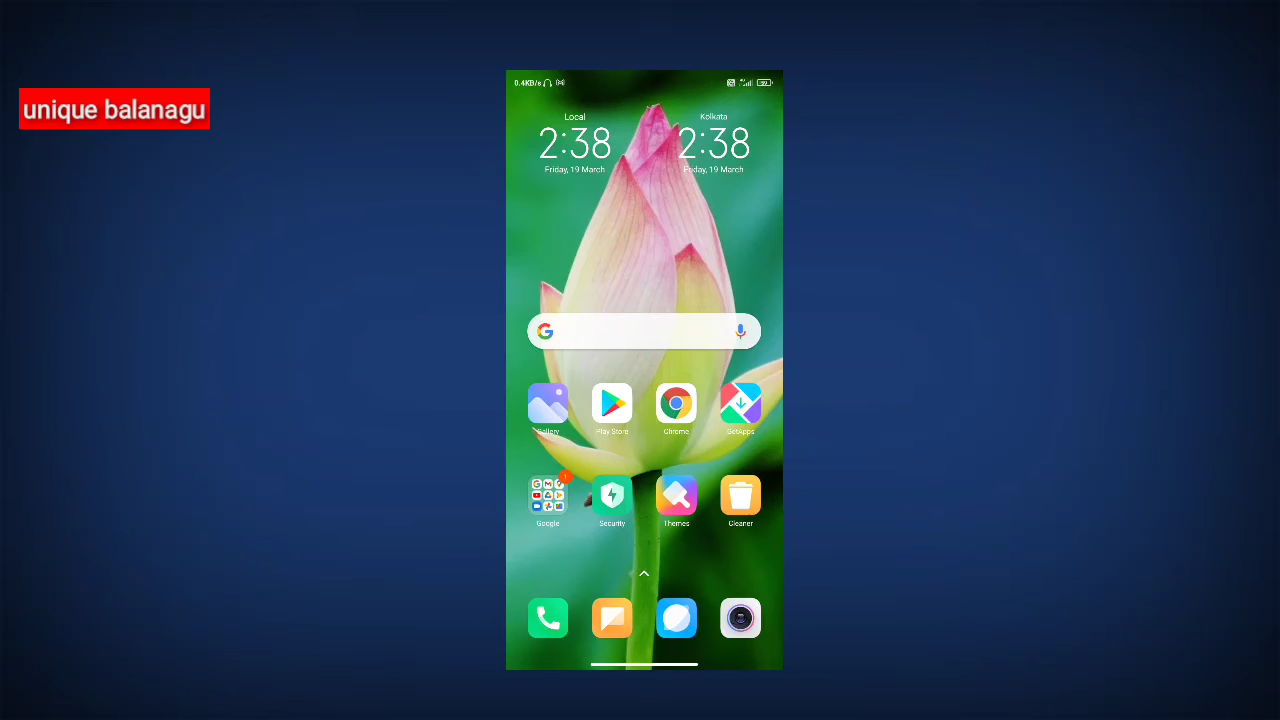 unique balanagu
0.4KB/s
Local
Kolkata
2:38
2:38
Friday, 19 March
Friday, 19 March
Gallery
Play Store
Chrome
GetApps
Google
Security
Themes
Cleaner